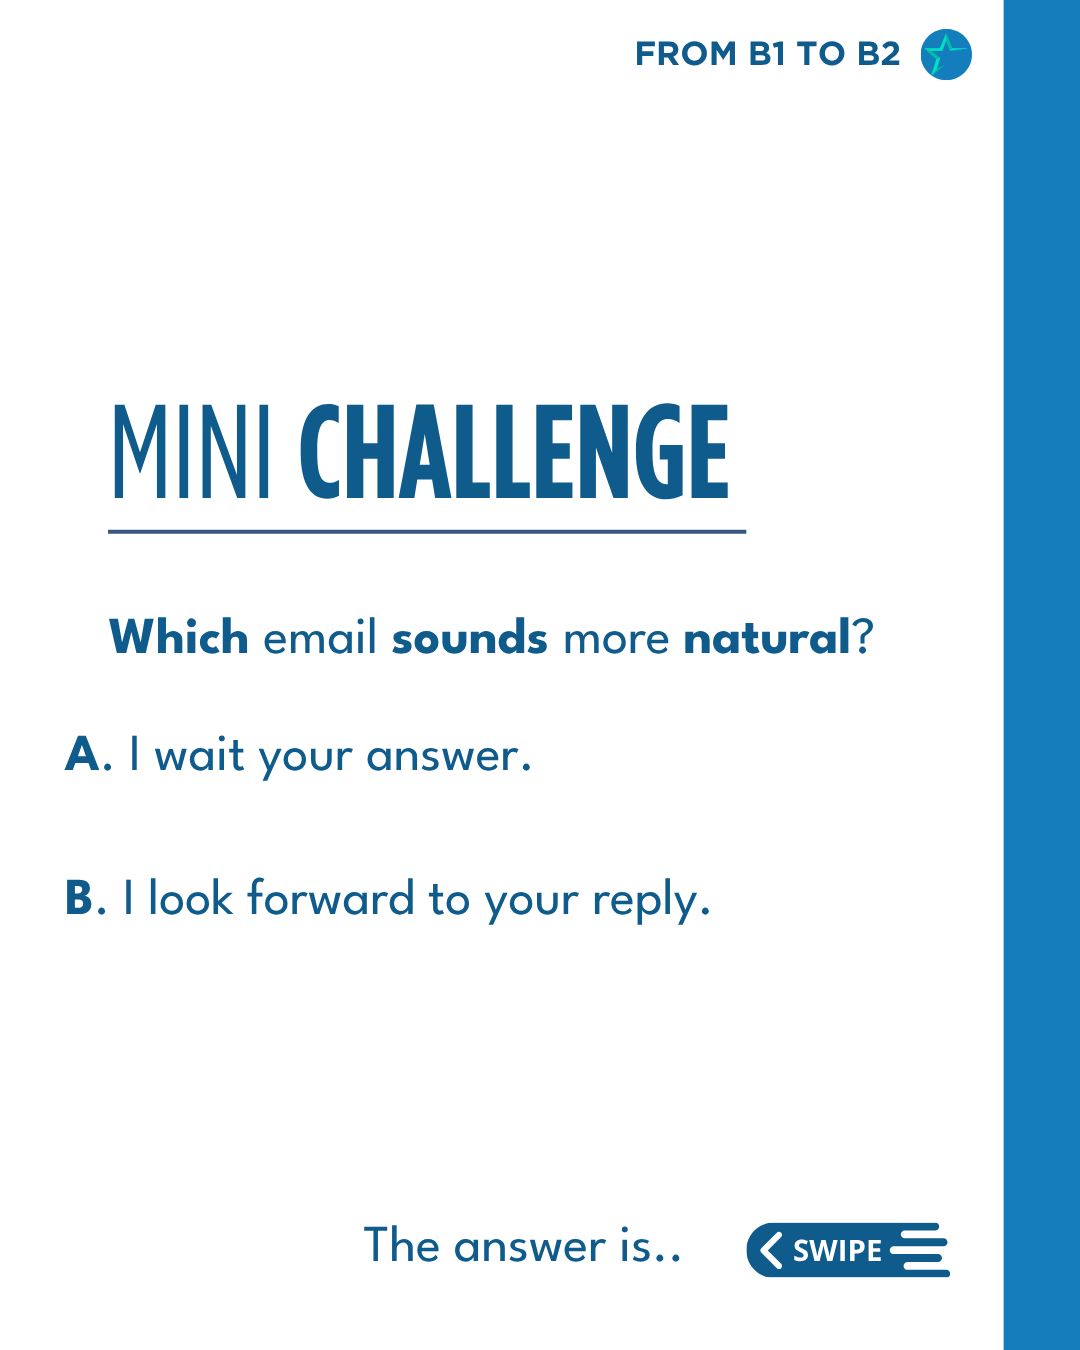 FROM B1 TO B2
MINI CHALLENGE
Which email sounds more natural?
A. I wait your answer.
B. I look forward to your reply.
The answer is..
SWIPE